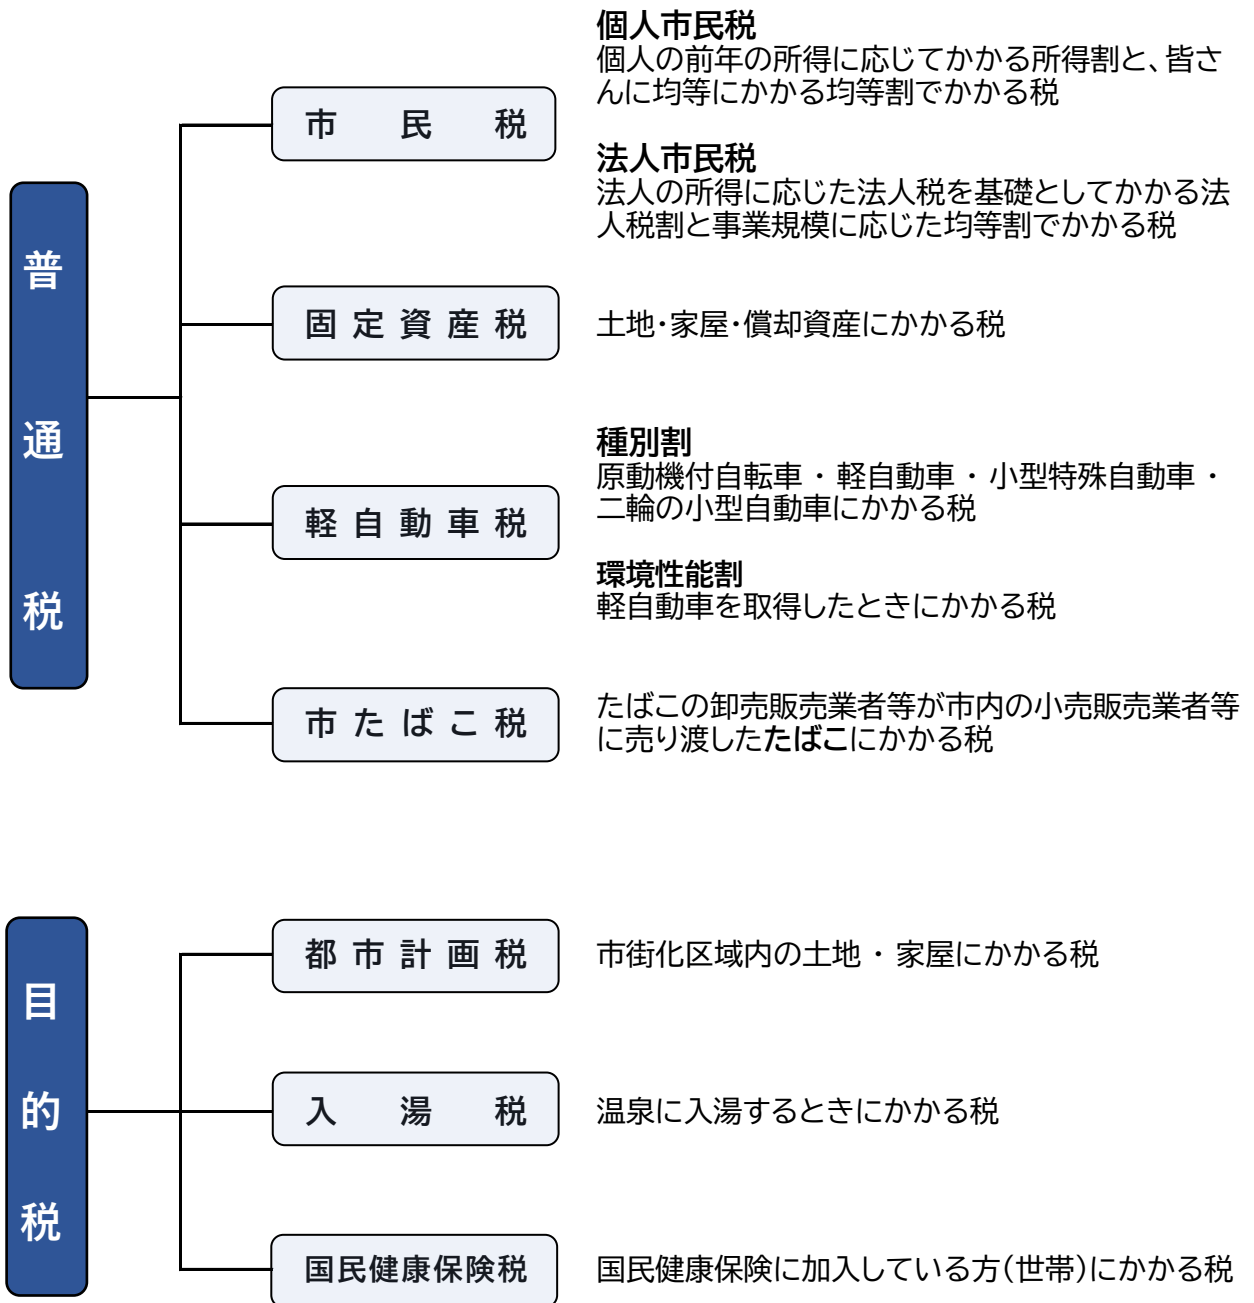 普通税
市民税
個人市民税
個人の前年の所得に応じてかかる所得割と、皆さ
んに均等にかかる均等割でかかる税
法人市民税
法人の所得に応じた法人税を基礎としてかかる法
人税割と事業規模に応じた均等割でかかる税
固定資産税
土地・家屋・償却資産にかかる税
軽自動車税
種別割
原動機付自転車 ・ 軽自動車 ・ 小型特殊自動車 ・
二輪の小型自動車にかかる税
環境性能割
軽自動車を取得したときにかかる税
市たばこ税
たばこの卸売販売業者等が市内の小売販売業者等
に売り渡したたばこにかかる税
目的税
都市計画税
市街化区域内の土地 ・ 家屋にかかる税
入湯税
温泉に入湯するときにかかる税
国民健康保険税
国民健康保険に加入している方(世帯)にかかる税